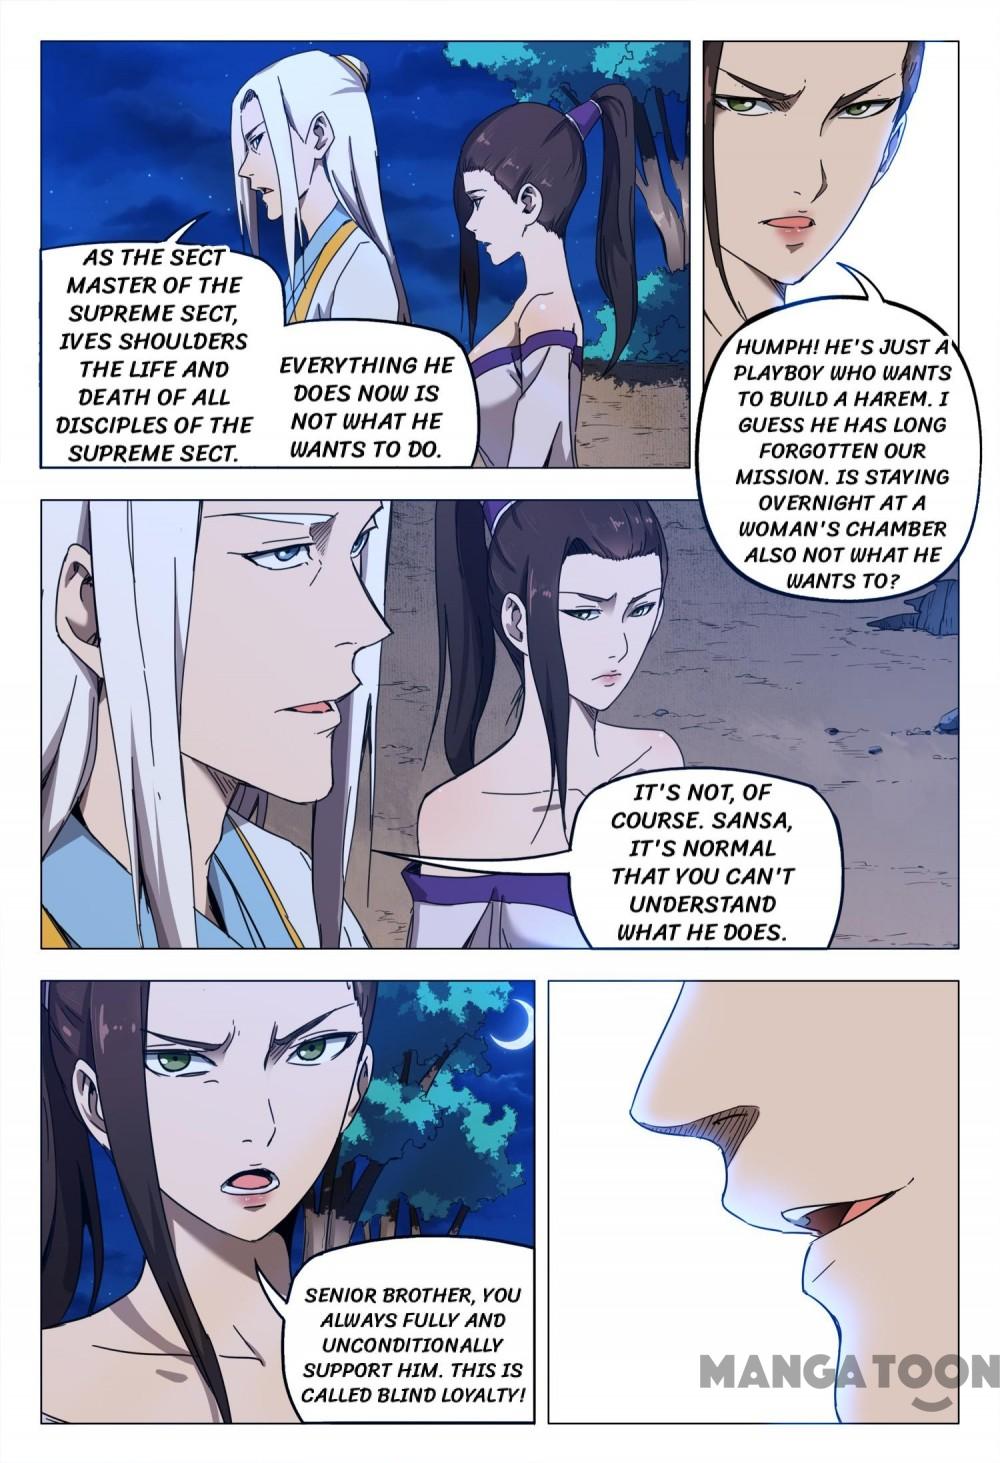 AS THE SECT
MASTER OF THE
SUPREME SECT,
IVES SHOULDERS
THE LIFE AND
DEATH OF ALL
DISCIPLES OF THE
SUPREME SECT.
EVERYTHING HE
DOES NOW IS
NOT WHAT HE
WANTS TO DO.
HUMPH! HE'S JUST A
PLAYBOY WHO WANTS
TO BUILD A HAREM. I
GUESS HE HAS LONG
FORGOTTEN OUR
MISSION. IS STAYING
OVERNIGHT AT A
WOMAN'S CHAMBER
ALSO NOT WHAT HE
WANTS TO?
IT'S NOT, OF
COURSE. SANSA,
IT'S NORMAL
THAT YOU CAN'T
UNDERSTAND
WHAT HE DOES.
SENIOR BROTHER, YOU
ALWAYS FULLY AND
UNCONDITIONALLY
SUPPORT HIM. THIS IS
CALLED BLIND LOYALTY!
MANGATOON